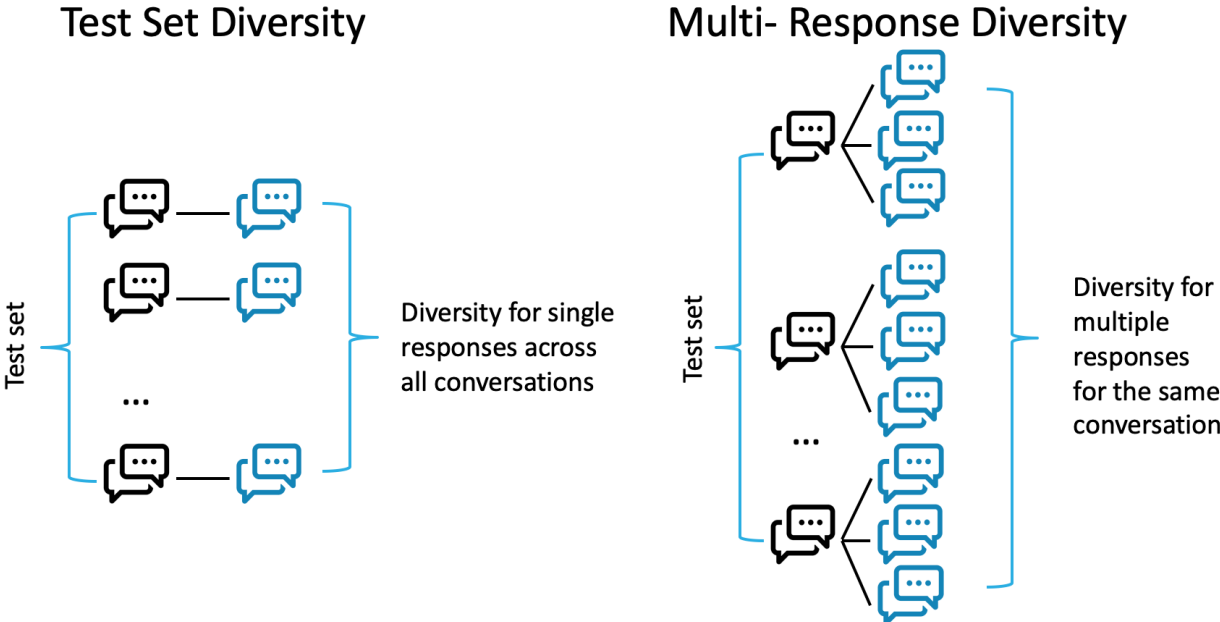 Test Set Diversity
Test set
...
Diversity for single
responses across
all conversations
Multi- Response Diversity
Test set
...
Diversity for
multiple
responses
for the same
conversation